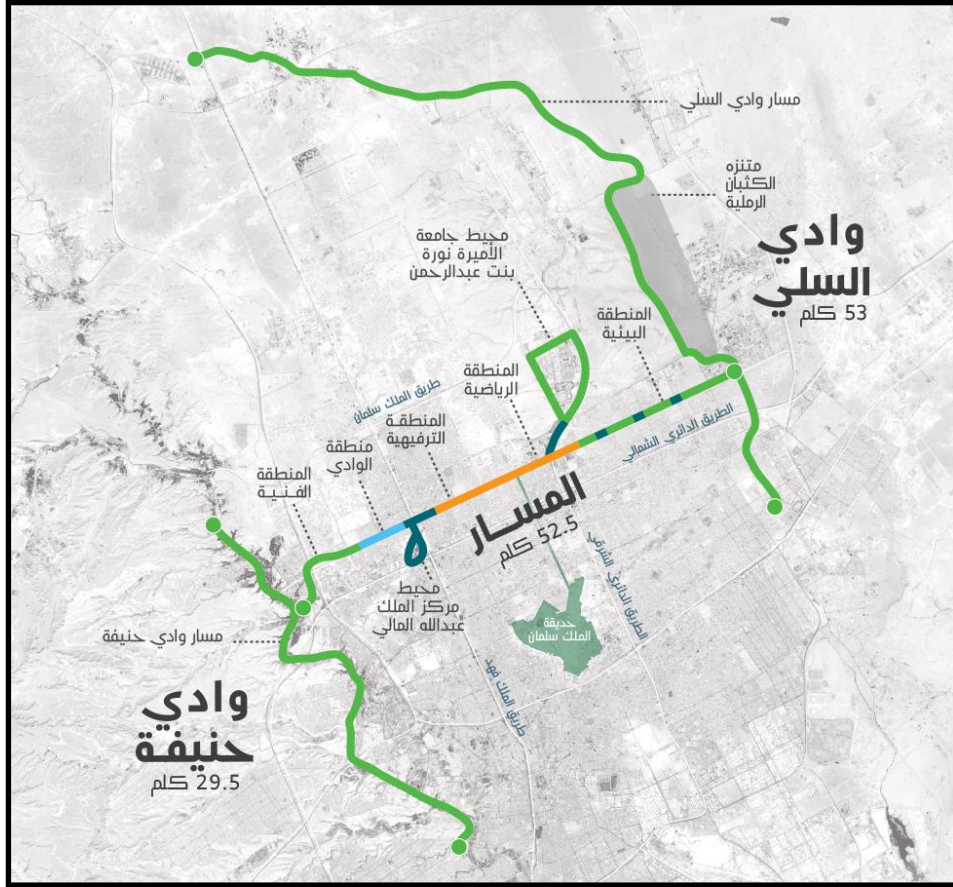 مسار وادي السلي
متنزه
الكثبان
الرملية
وادي
السلي
53 كلم
محيط جامعة
الأميرة نورة
بنت عبدالرحمن
المنطقة
البيئية
المنطقة
الرياضية
طريق الملك سلمان
الطريق الدائري الشمالي
المنطقة
الترفيهية
منطقة
الوادي
المنطقة
الفنية
المسار
52.5 كلم
الطريق الدائري الشرقي
محيط
مركز الملك
عبدالله المالي
حديقة
الملك سلمان
مسار وادي حنيفة
طريق الملك فهد
وادي
حنيفة
29.5 كلم